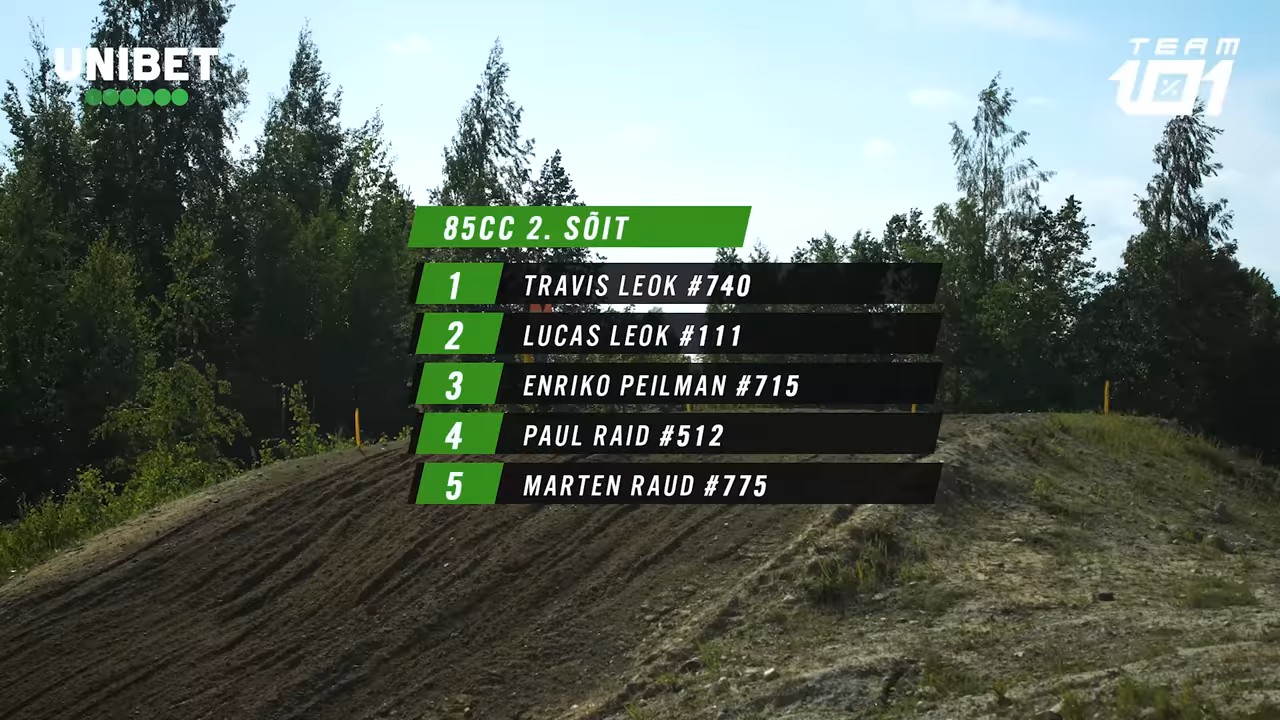 UNIBET
TEAM
101
85CC 2. SÕIT
1 TRAVIS LEOK #740
2 LUCAS LEOK #111
3 ENRIKO PEILMAN #715
4 PAUL RAID #512
5 MARTEN RAUD #775